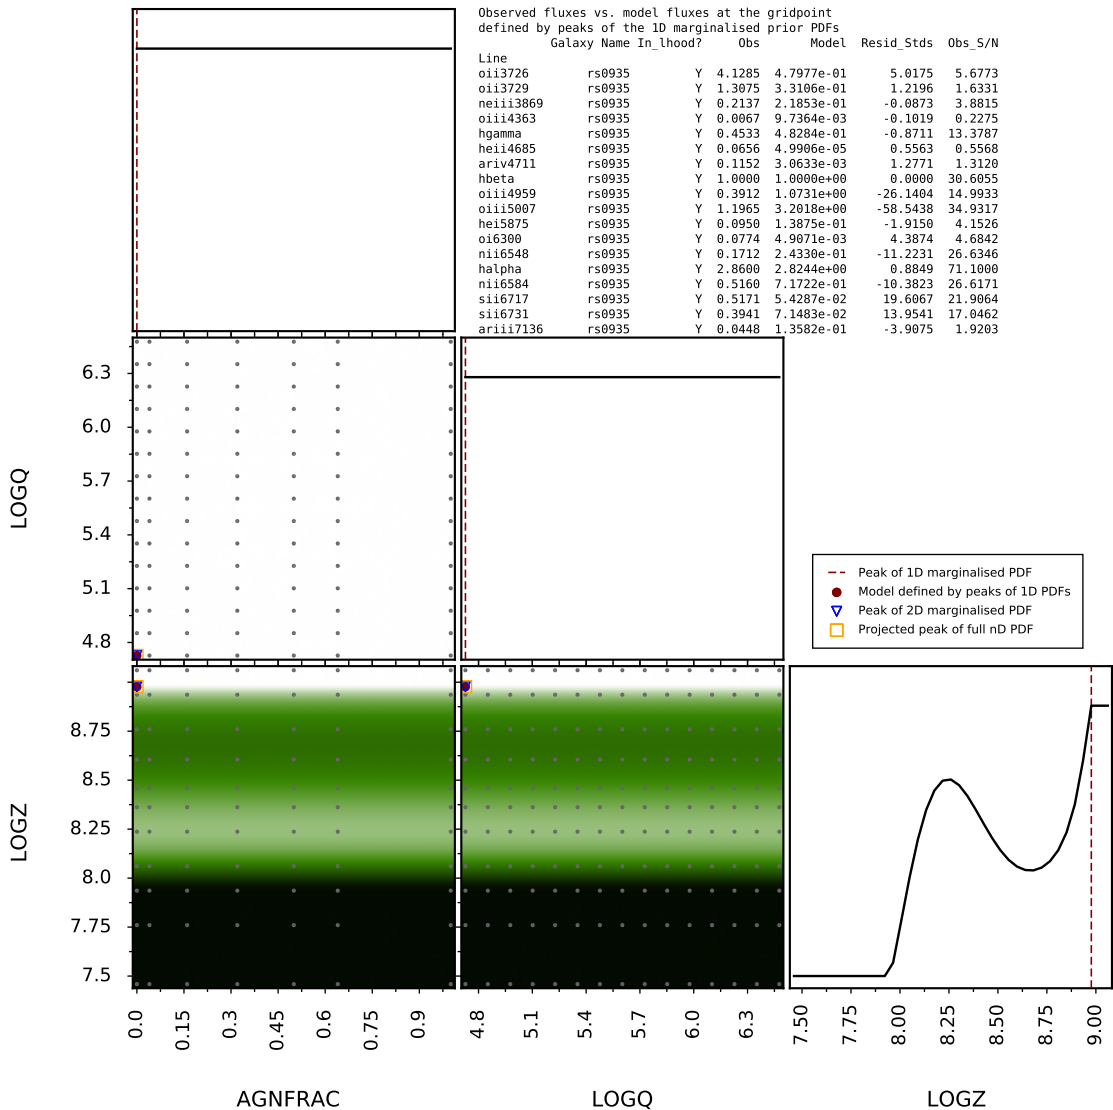 Observed fluxes vs. model fluxes at the gridpoint
defined by peaks of the 1D marginalised prior PDFs
Galaxy Name In_lhood? Obs Model Resid_Stds Obs_S/N
Line
oii3726 rs0935 Y 4.1285 4.7977e-01 5.0175 5.6773
oii3729 rs0935 Y 1.3075 3.3106e-01 1.2196 1.6331
neiii3869 rs0935 Y 0.2137 2.1853e-01 -0.0873 3.8815
oiii4363 rs0935 Y 0.0067 9.7364e-03 -0.1019 0.2275
hgamma rs0935 Y 0.4533 4.8284e-01 -0.8711 13.3787
heii4685 rs0935 Y 0.0656 4.9906e-05 0.5563 0.5568
ariv4711 rs0935 Y 0.1152 3.0633e-03 1.2771 1.3120
hbeta rs0935 Y 1.0000 1.0000e+00 0.0000 30.6055
oiii4959 rs0935 Y 0.3912 1.0731e+00 -26.1404 14.9933
oiii5007 rs0935 Y 1.1965 3.2018e+00 -58.5438 34.9317
hei5875 rs0935 Y 0.0950 1.3875e-01 -1.9150 4.1526
oi6300 rs0935 Y 0.0774 4.9071e-03 4.3874 4.6842
nii6548 rs0935 Y 0.1712 2.4330e-01 -11.2231 26.6346
halpha rs0935 Y 2.8600 2.8244e+00 0.8849 71.1000
nii6584 rs0935 Y 0.5160 7.1722e-01 -10.3823 26.6171
sii6717 rs0935 Y 0.5171 5.4287e-02 19.6067 21.9064
sii6731 rs0935 Y 0.3941 7.1483e-02 13.9541 17.0462
ariii7136 rs0935 Y 0.0448 1.3582e-01 -3.9075 1.9203
6.3
6.0
5.7
5.4
5.1
4.8
LOGQ
Peak of 1D marginalised PDF
Model defined by peaks of 1D PDFs
Peak of 2D marginalised PDF
Projected peak of full nD PDF
8.75
8.5
8.25
8.0
7.75
7.5
LOGZ
0.0 0.15 0.3 0.45 0.6 0.75 0.9
4.8 5.1 5.4 5.7 6.0 6.3
7.50 7.75 8.00 8.25 8.50 8.75 9.00
AGNFRAC LOGQ LOGZ